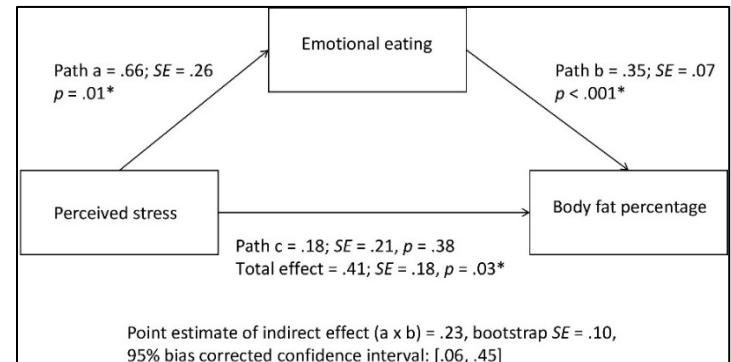 Emotional eating
Path a = .66; SE = .26
p = .01*
Path b = .35; SE = .07
p < .001*
Perceived stress
Body fat percentage
Path c = .18; SE = .21, p = .38
Total effect = .41; SE = .18, p = .03*
Point estimate of indirect effect (a x b) = .23, bootstrap SE = .10,
95% bias corrected confidence interval: [.06, .45]